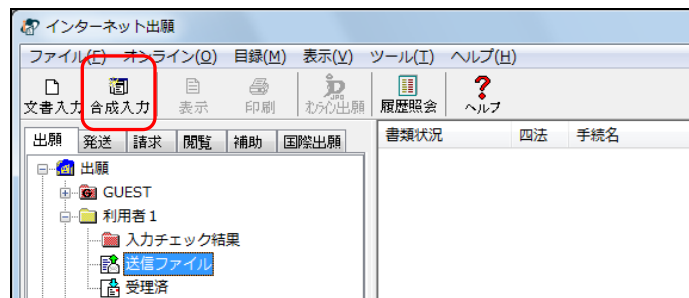 インターネット出願
ファイル(F) オンライン(O) 目録(M) 表示(V) ツール(T) ヘルプ(H)
文書入力 合成入力 表示 印刷 むらぐ出願 履歴照会 ヘルプ
出願 発送 請求 閲覧 補助 国際出願
書類状況 四法 手続名
出願
GUEST
利用者1
入力チェック結果
送信ファイル
受理済